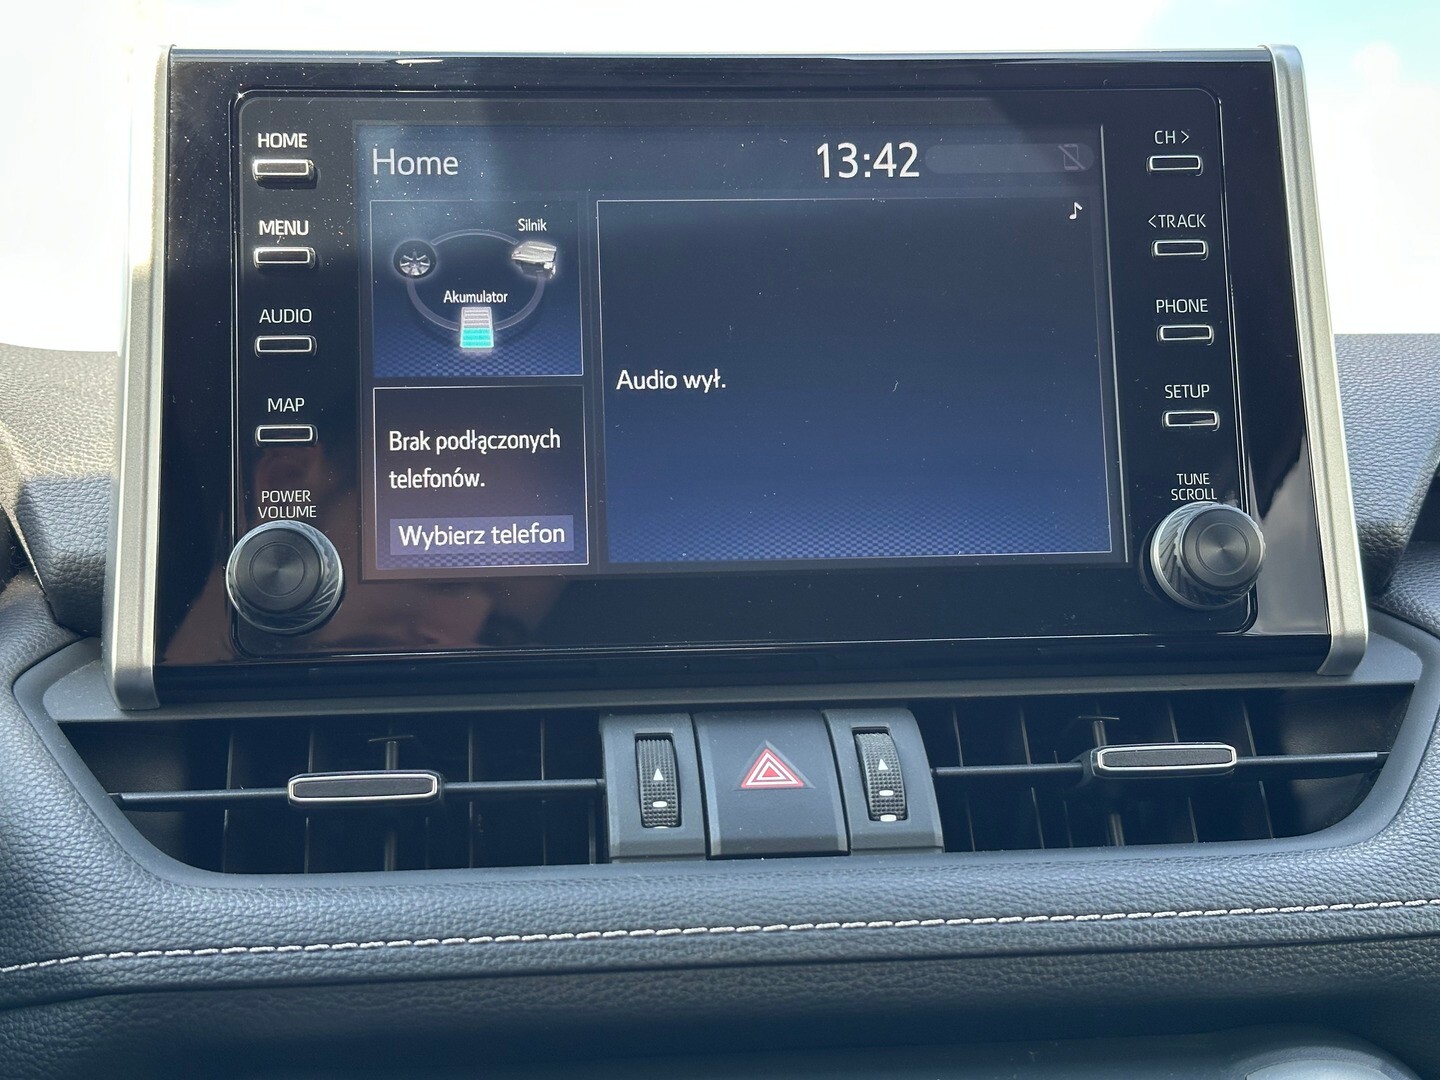 HOME
MENU
AUDIO
MAP
POWER
VOLUME
Home
13:42
Silnik
Akumulator
Brak podłączonych
telefonów.
Wybierz telefon
Audio wył.
CH >
<TRACK
PHONE
SETUP
TUNE
SCROLL